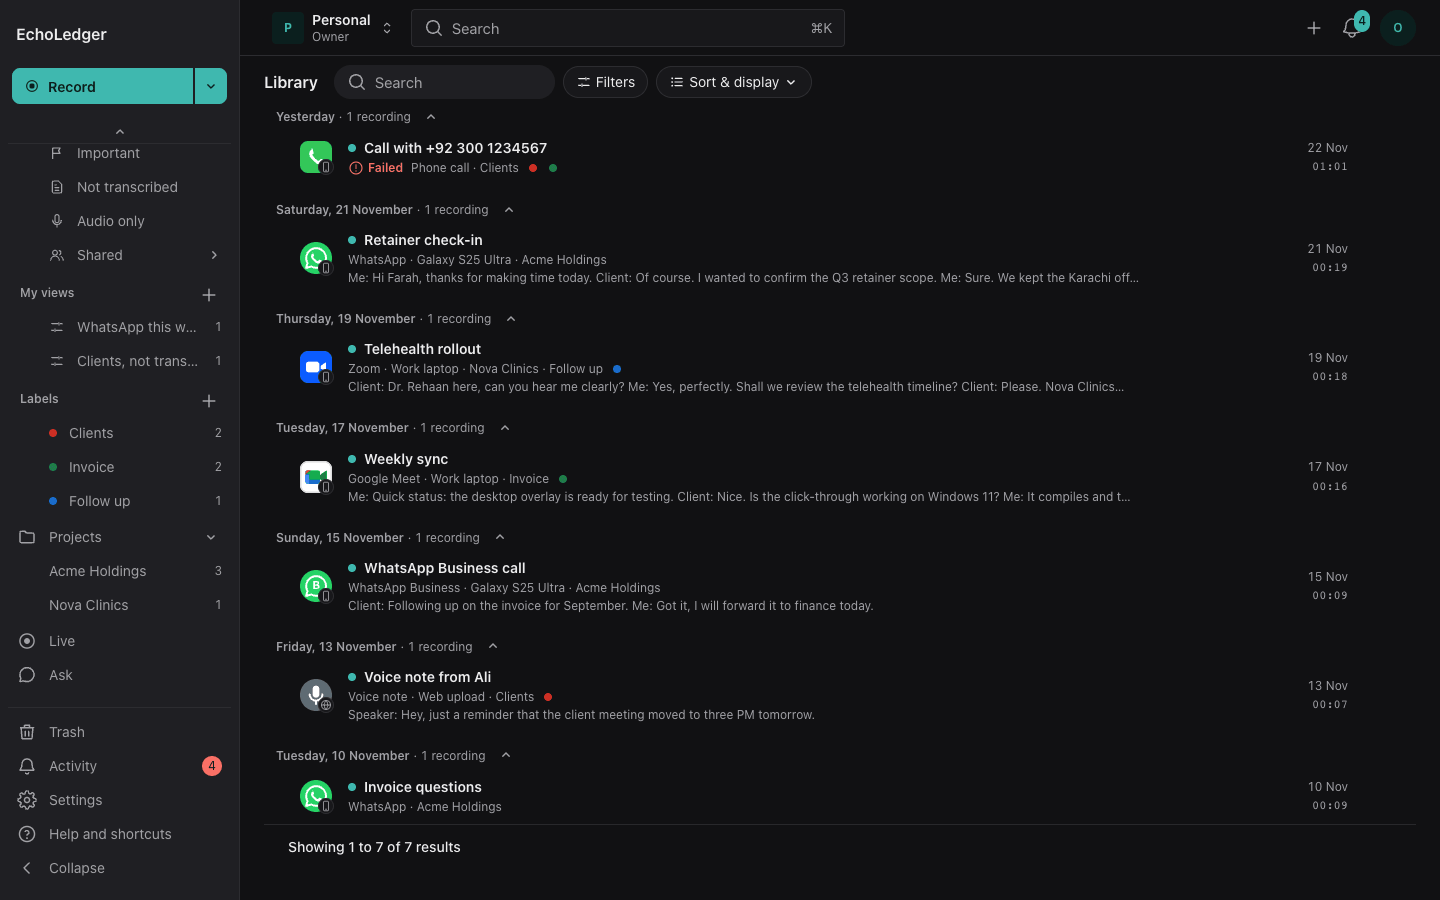 EchoLedger
Record
Important
Not transcribed
Audio only
Shared
My views
WhatsApp this w... 1
Clients, not trans... 1
Labels
Clients 2
Invoice 2
Follow up 1
Projects
Acme Holdings 3
Nova Clinics 1
Live
Ask
Trash
Activity 4
Settings
Help and shortcuts
Collapse
P Personal
Owner
Search ⌘K
4
O
Library Search Filters Sort & display
Yesterday · 1 recording
Call with +92 300 1234567 22 Nov
Failed Phone call · Clients 01:01
Saturday, 21 November · 1 recording
Retainer check-in 21 Nov
WhatsApp · Galaxy S25 Ultra · Acme Holdings 00:19
Me: Hi Farah, thanks for making time today. Client: Of course. I wanted to confirm the Q3 retainer scope. Me: Sure. We kept the Karachi off...
Thursday, 19 November · 1 recording
Telehealth rollout 19 Nov
Zoom · Work laptop · Nova Clinics · Follow up 00:18
Client: Dr. Rehaan here, can you hear me clearly? Me: Yes, perfectly. Shall we review the telehealth timeline? Client: Please. Nova Clinics...
Tuesday, 17 November · 1 recording
Weekly sync 17 Nov
Google Meet · Work laptop · Invoice 00:16
Me: Quick status: the desktop overlay is ready for testing. Client: Nice. Is the click-through working on Windows 11? Me: It compiles and t...
Sunday, 15 November · 1 recording
WhatsApp Business call 15 Nov
B WhatsApp Business · Galaxy S25 Ultra · Acme Holdings 00:09
Client: Following up on the invoice for September. Me: Got it, I will forward it to finance today.
Friday, 13 November · 1 recording
Voice note from Ali 13 Nov
Voice note · Web upload · Clients 00:07
Speaker: Hey, just a reminder that the client meeting moved to three PM tomorrow.
Tuesday, 10 November · 1 recording
Invoice questions 10 Nov
WhatsApp · Acme Holdings 00:09
Showing 1 to 7 of 7 results